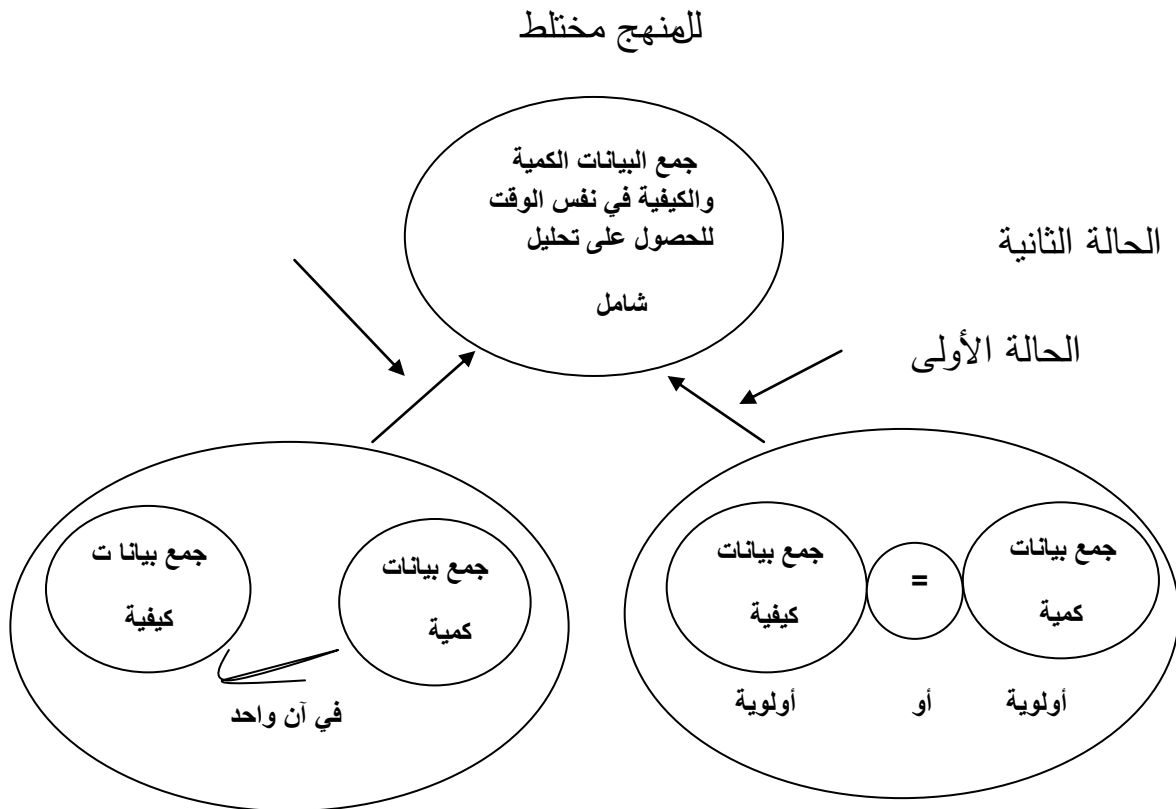 للمنهج مختلط
جمع البيانات الكمية
والكيفية في نفس الوقت
للحصول على تحليل
شامل
الحالة الثانية
الحالة الأولى
جمع بيانات
كمية
=
جمع بيانات
كيفية
أولوية أو أولوية
جمع بيانات
كمية
جمع بيانا ت
كيفية
في آن واحد